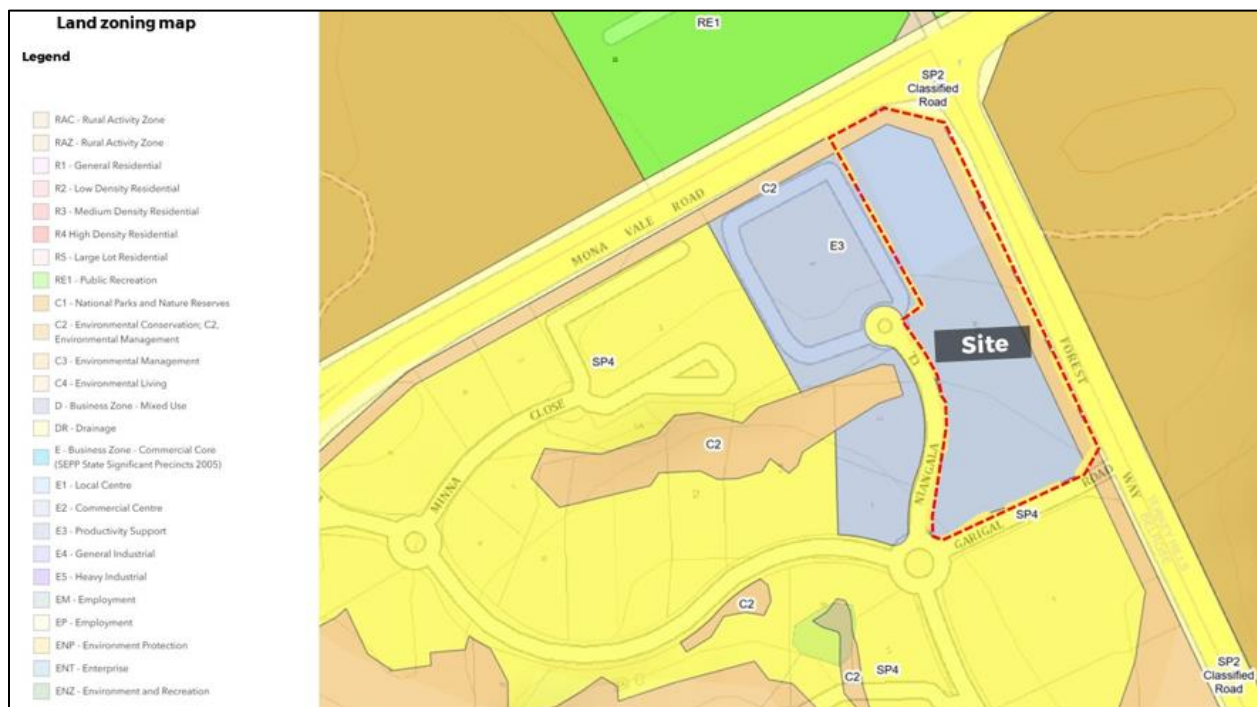 Land zoning map
Legend
RAC - Rural Activity Zone
RAZ - Rural Activity Zone
R1 - General Residential
R2 - Low Density Residential
R3 - Medium Density Residential
R4 High Density Residential
R5 - Large Lot Residential
RE1 - Public Recreation
C1 - National Parks and Nature Reserves
C2 - Environmental Conservation; C2,
Environmental Management
C3 - Environmental Management
C4 - Environmental Living
D - Business Zone - Mixed Use
DR - Drainage
E - Business Zone - Commercial Core
(SEPP State Significant Precincts 2005)
E1 - Local Centre
E2 - Commercial Centre
E3 - Productivity Support
E4 - General Industrial
E5 - Heavy Industrial
EM - Employment
EP - Employment
ENP - Environment Protection
ENT - Enterprise
ENZ - Environment and Recreation
RE1
SP2
Classified
Road
C2
MONA VALE ROAD
E3
Site
FOREST WAY
SP4
MINNA CLOSE
C2
NIANGALA CL
GARIGAL ROAD
SP4
C2
C2
SP4
SP2
Classified
Road